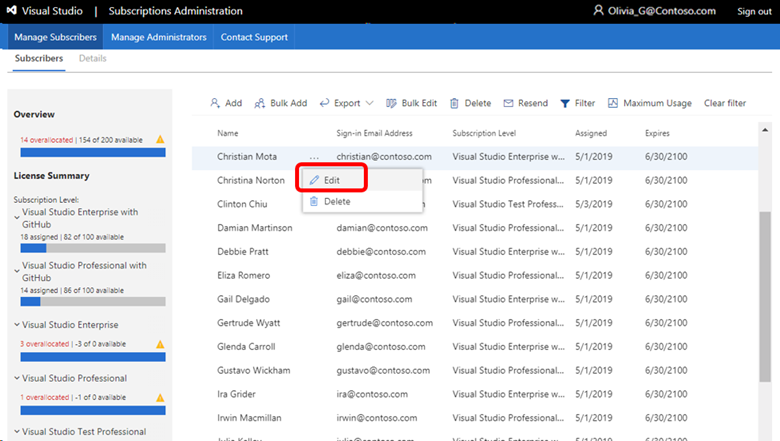 Visual Studio | Subscriptions Administration Olivia_G@Contoso.com Sign out
Manage Subscribers Manage Administrators Contact Support
Subscribers Details
Overview
14 overallocated | 154 of 200 available
License Summary
Subscription Level:
Visual Studio Enterprise with
GitHub
18 assigned | 82 of 100 available
Visual Studio Professional with
GitHub
14 assigned | 86 of 100 available
Visual Studio Enterprise
3 overallocated | -3 of 0 available
Visual Studio Professional
1 overallocated | -1 of 0 available
Visual Studio Test Professional
Add Bulk Add Export Bulk Edit Delete Resend Filter Maximum Usage Clear filter
Name Sign-in Email Address Subscription Level Assigned Expires
Christian Mota ... christian@contoso.com Visual Studio Enterprise w... 5/1/2019 6/30/2100
Christina Norton Visual Studio Professional... 5/1/2019 6/30/2100
Edit
Clinton Chiu Visual Studio Test Profess... 5/3/2019 6/30/2100
Delete
Damian Martinson damian@contoso.com Visual Studio Enterprise w... 5/1/2019 6/30/2100
Debbie Pratt debbie@contoso.com Visual Studio Enterprise w... 5/1/2019 6/30/2100
Eliza Romero eliza@contoso.com Visual Studio Professional... 5/1/2019 6/30/2100
Gail Delgado gail@contoso.com Visual Studio Enterprise w... 5/1/2019 6/30/2100
Gertrude Wyatt gertrude@contoso.com Visual Studio Professional... 5/1/2019 6/30/2100
Glenda Carroll glenda@contoso.com Visual Studio Enterprise w... 5/1/2019 6/30/2100
Gustavo Wickham gustavo@contoso.com Visual Studio Enterprise w... 5/1/2019 6/30/2100
Ira Grider ira@contoso.com Visual Studio Professional... 5/1/2019 6/30/2100
Irwin Macmillan irwin@contoso.com Visual Studio Enterprise w... 5/1/2019 6/30/2100